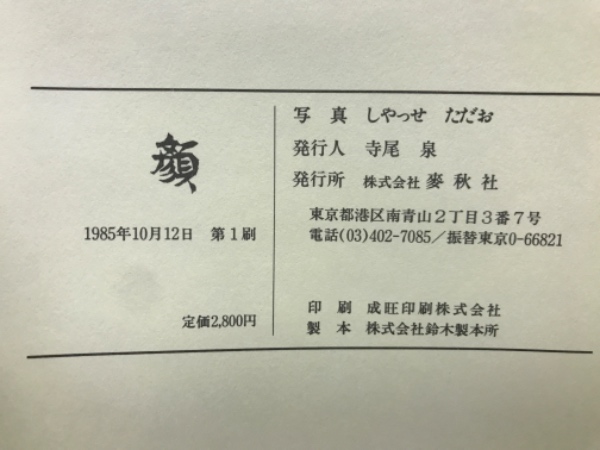 顔
1985年10月12日 第1刷
定価2,800円
写真 しやっせ ただお
発行人 寺尾 泉
発行所 株式会社 麥秋社
東京都港区南青山2丁目3番7号
電話(03)402-7085／振替東京0-66821
印刷 成旺印刷株式会社
製本 株式会社鈴木製本所